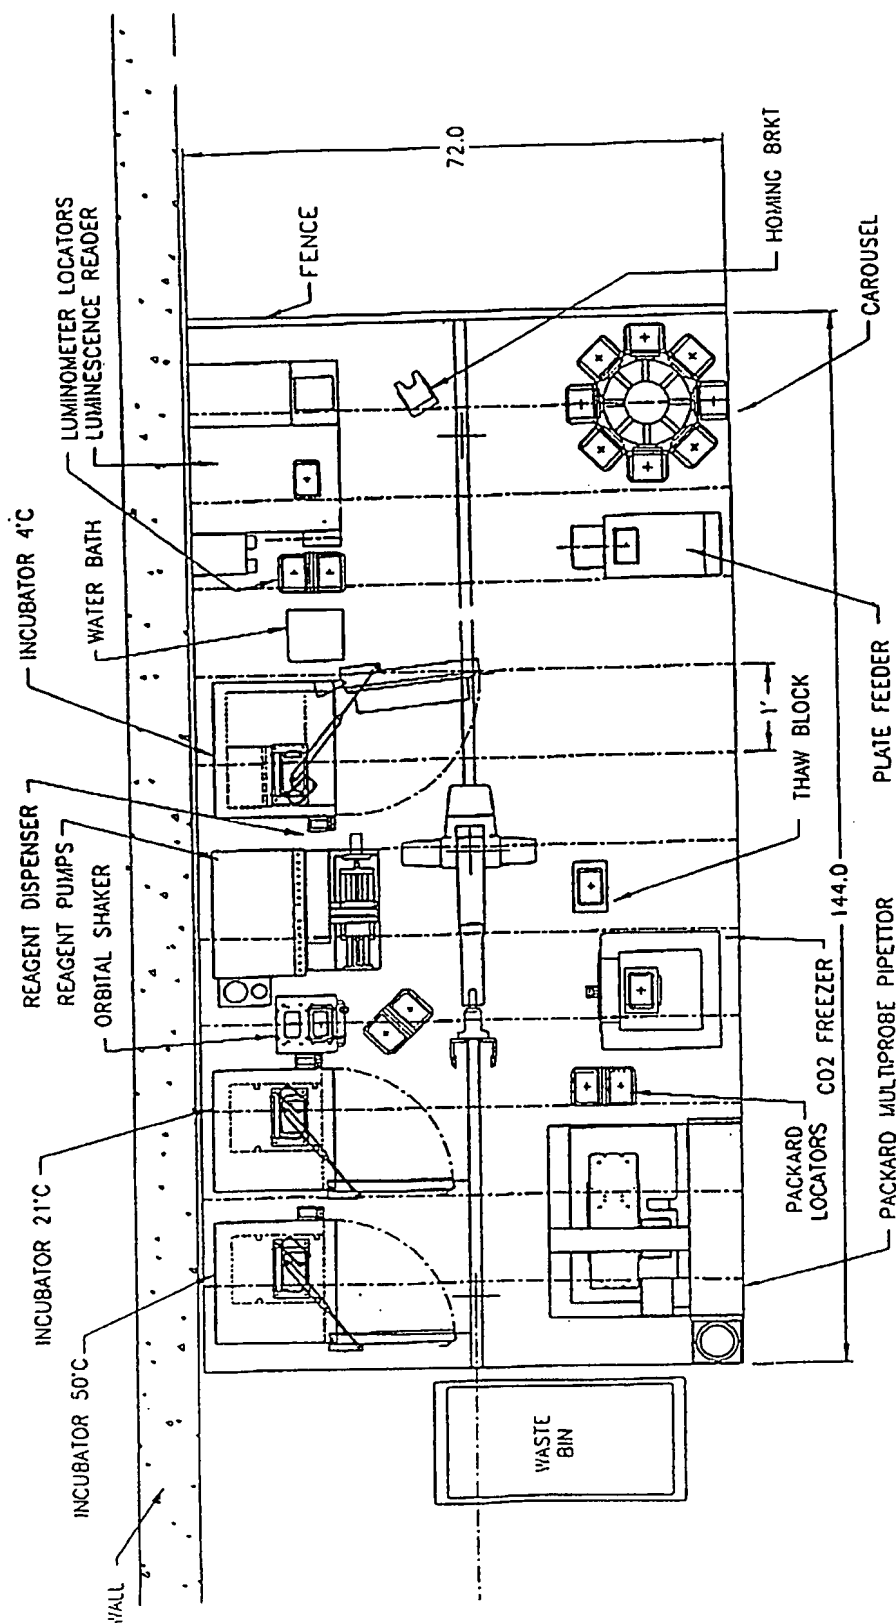 WALL
INCUBATOR 50°C
INCUBATOR 21°C
REAGENT DISPENSER
REAGENT PUMPS
ORBITAL SHAKER
INCUBATOR 4°C
WATER BATH
LUMINOMETER LOCATORS
LUMINESCENCE READER
FENCE
72.0
HOMING BRKT
CAROUSEL
PLATE FEEDER
1'
THAW BLOCK
144.0
CO2 FREEZER
PACKARD
LOCATORS
PACKARD MULTIPROBE PIPETTOR
WASTE
BIN